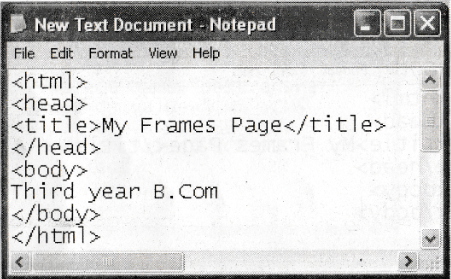 New Text Document - Notepad
File Edit Format View Help
<html>
<head>
<title>My Frames Page</title>
</head>
<body>
Third year B.Com
</body>
</html>